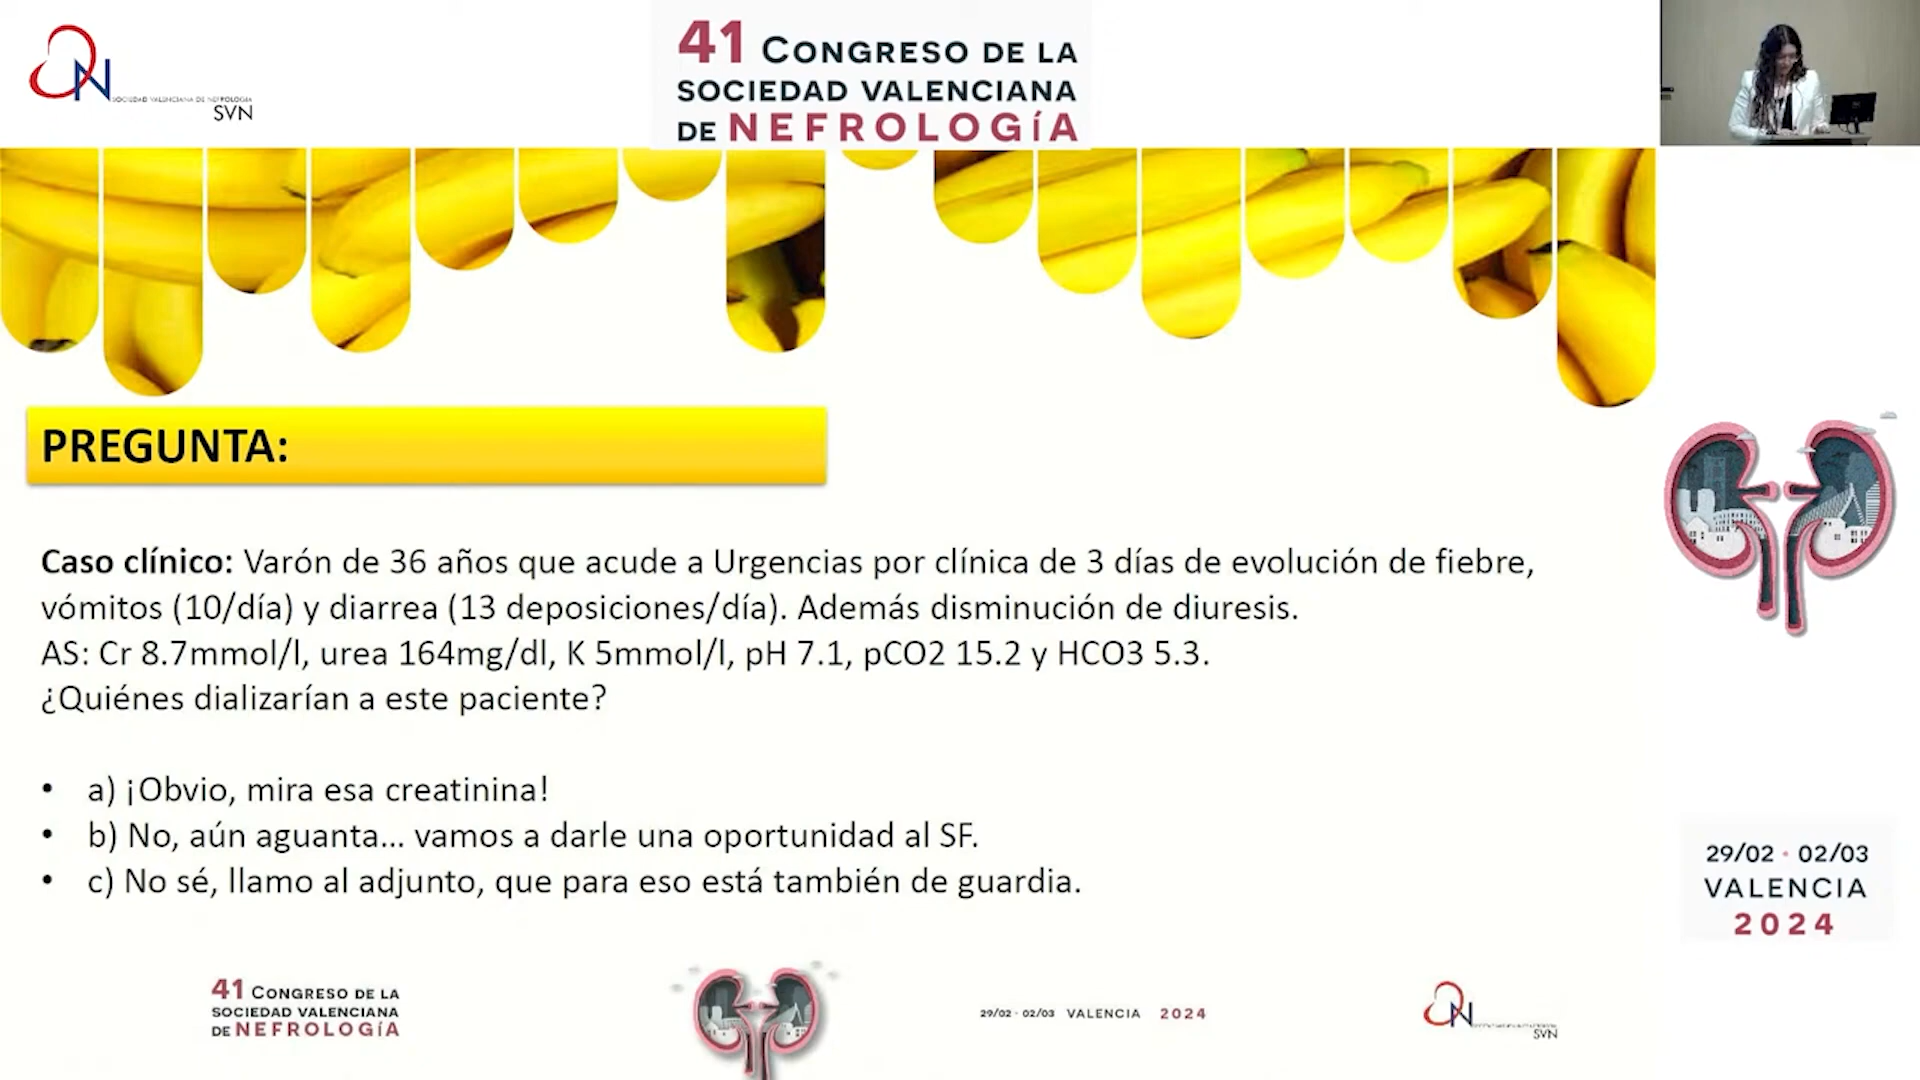 SOCIEDAD VALENCIANA DE NEFROLOGÍA
SVN
41 CONGRESO DE LA
SOCIEDAD VALENCIANA
DE NEFROLOGÍA
PREGUNTA:
Caso clínico: Varón de 36 años que acude a Urgencias por clínica de 3 días de evolución de fiebre,
vómitos (10/día) y diarrea (13 deposiciones/día). Además disminución de diuresis.
AS: Cr 8.7mmol/l, urea 164mg/dl, K 5mmol/l, pH 7.1, pCO2 15.2 y HCO3 5.3.
¿Quiénes dializarían a este paciente?
• a) ¡Obvio, mira esa creatinina!
• b) No, aún aguanta... vamos a darle una oportunidad al SF.
• c) No sé, llamo al adjunto, que para eso está también de guardia.
29/02 · 02/03
VALENCIA
2024
41 CONGRESO DE LA
SOCIEDAD VALENCIANA
DE NEFROLOGÍA
29/02 · 02/03 VALENCIA 2024
SVN